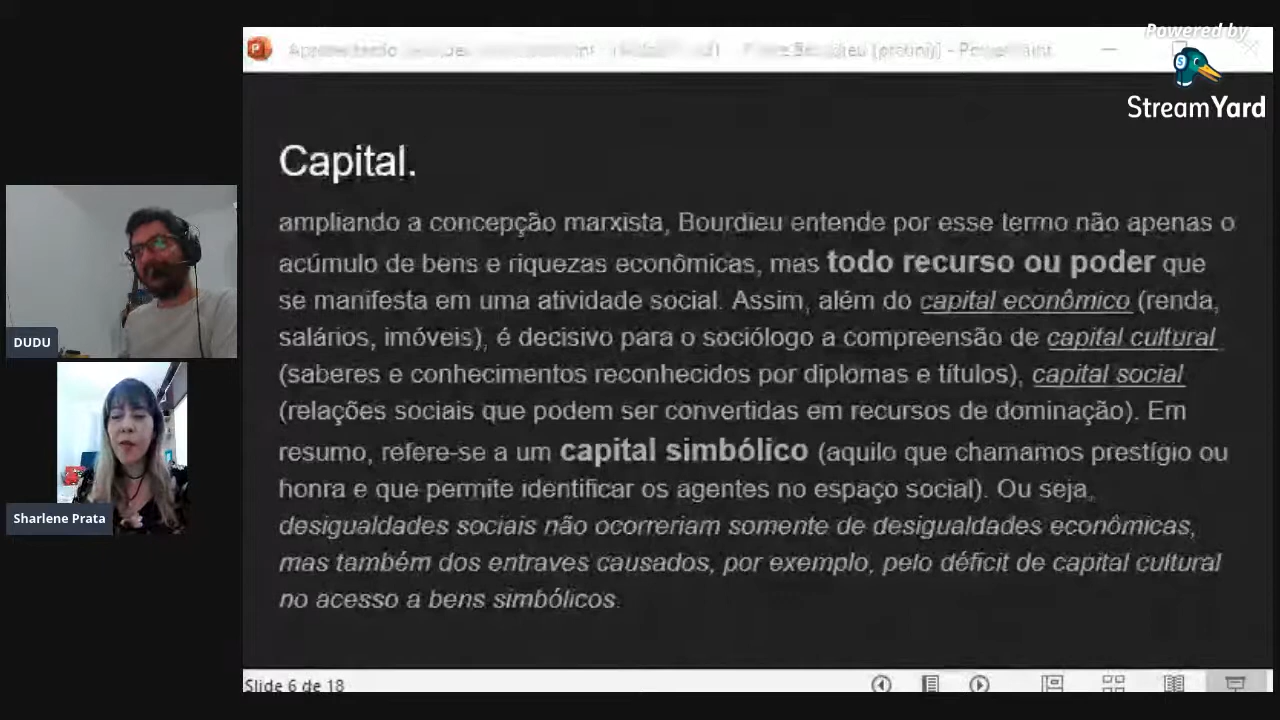 Bourdieu (pratini)] - PowerPoint
Powered by
StreamYard
Capital.
ampliando a concepção marxista, Bourdieu entende por esse termo não apenas o
acúmulo de bens e riquezas econômicas, mas todo recurso ou poder que
se manifesta em uma atividade social. Assim, além do capital econômico (renda,
salários, imóveis), é decisivo para o sociólogo a compreensão de capital cultural
(saberes e conhecimentos reconhecidos por diplomas e títulos), capital social
(relações sociais que podem ser convertidas em recursos de dominação). Em
resumo, refere-se a um capital simbólico (aquilo que chamamos prestígio ou
honra e que permite identificar os agentes no espaço social). Ou seja,
desigualdades sociais não ocorreriam somente de desigualdades econômicas,
mas também dos entraves causados, por exemplo, pelo déficit de capital cultural
no acesso a bens simbólicos.
DUDU
Sharlene Prata
Slide 6 de 18